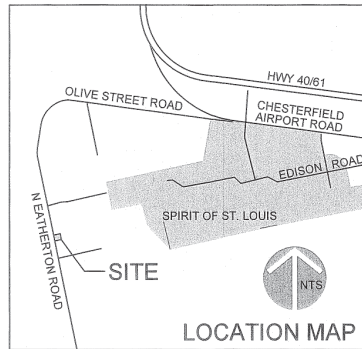 HWY 40/61
OLIVE STREET ROAD
CHESTERFIELD
AIRPORT ROAD
EDISON ROAD
SPIRIT OF ST. LOUIS
N EATHERTON ROAD
SITE
NTS
LOCATION MAP